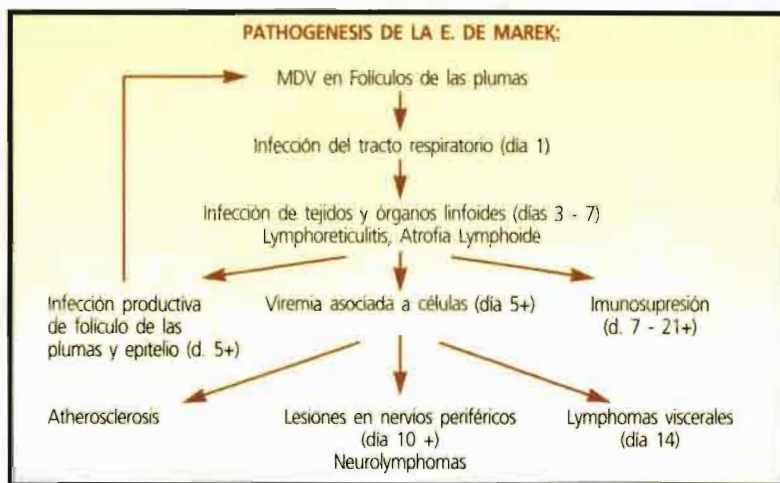 PATHOGENESIS DE LA E. DE MAREK:
MDV en Folículos de las plumas
Infección del tracto respiratorio (día 1)
Infección de tejidos y órganos linfoides (días 3 - 7)
Lymphoreticulitis, Atrofia Lymphoide
Infección productiva
de folículo de las
plumas y epitelio (d. 5+)
Viremia asociada a células (día 5+)
Imunosupresión
(d. 7 - 21+)
Atherosclerosis
Lesiones en nervios periféricos
(día 10 +)
Neurolymphomas
Lymphomas viscerales
(día 14)